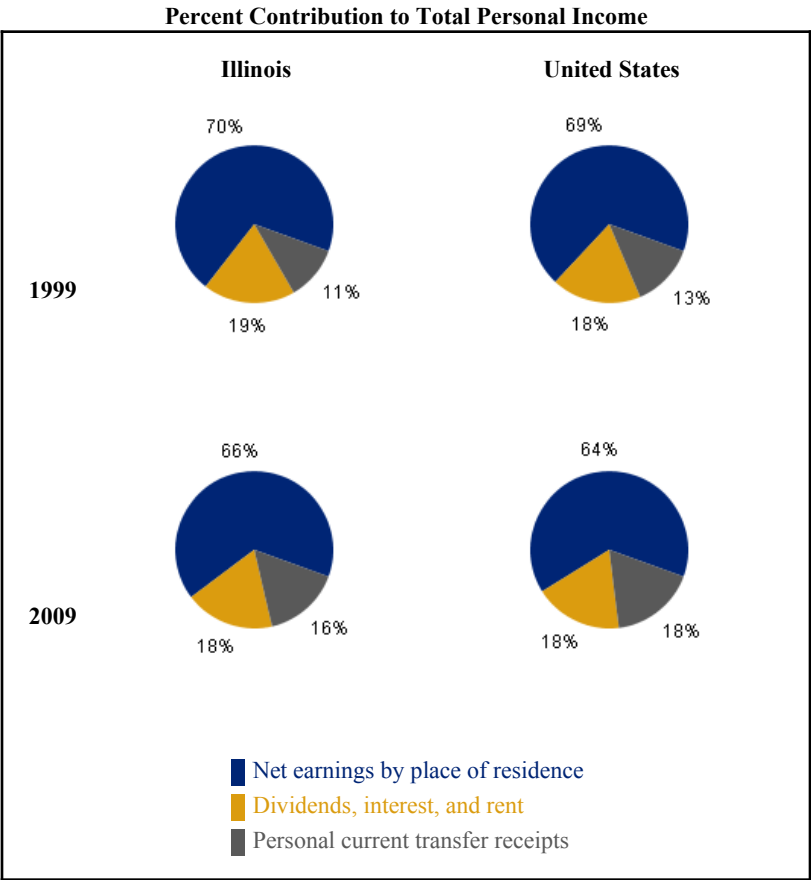 Percent Contribution to Total Personal Income
Illinois
United States
70%
69%
1999
11%
13%
19%
18%
66%
64%
2009
16%
18%
18%
18%
Net earnings by place of residence
Dividends, interest, and rent
Personal current transfer receipts